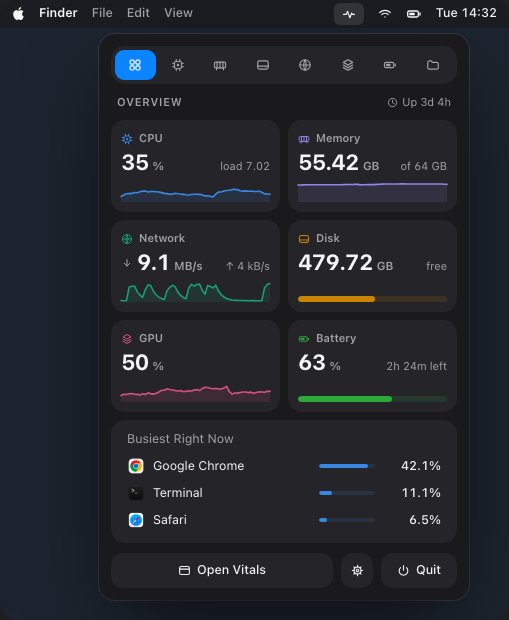 Finder File Edit View Tue 14:32
OVERVIEW Up 3d 4h
CPU
35 % load 7.02
Memory
55.42 GB of 64 GB
Network
↓ 9.1 MB/s ↑ 4 kB/s
Disk
479.72 GB free
GPU
50 %
Battery
63 % 2h 24m left
Busiest Right Now
Google Chrome 42.1%
Terminal 11.1%
Safari 6.5%
Open Vitals Quit